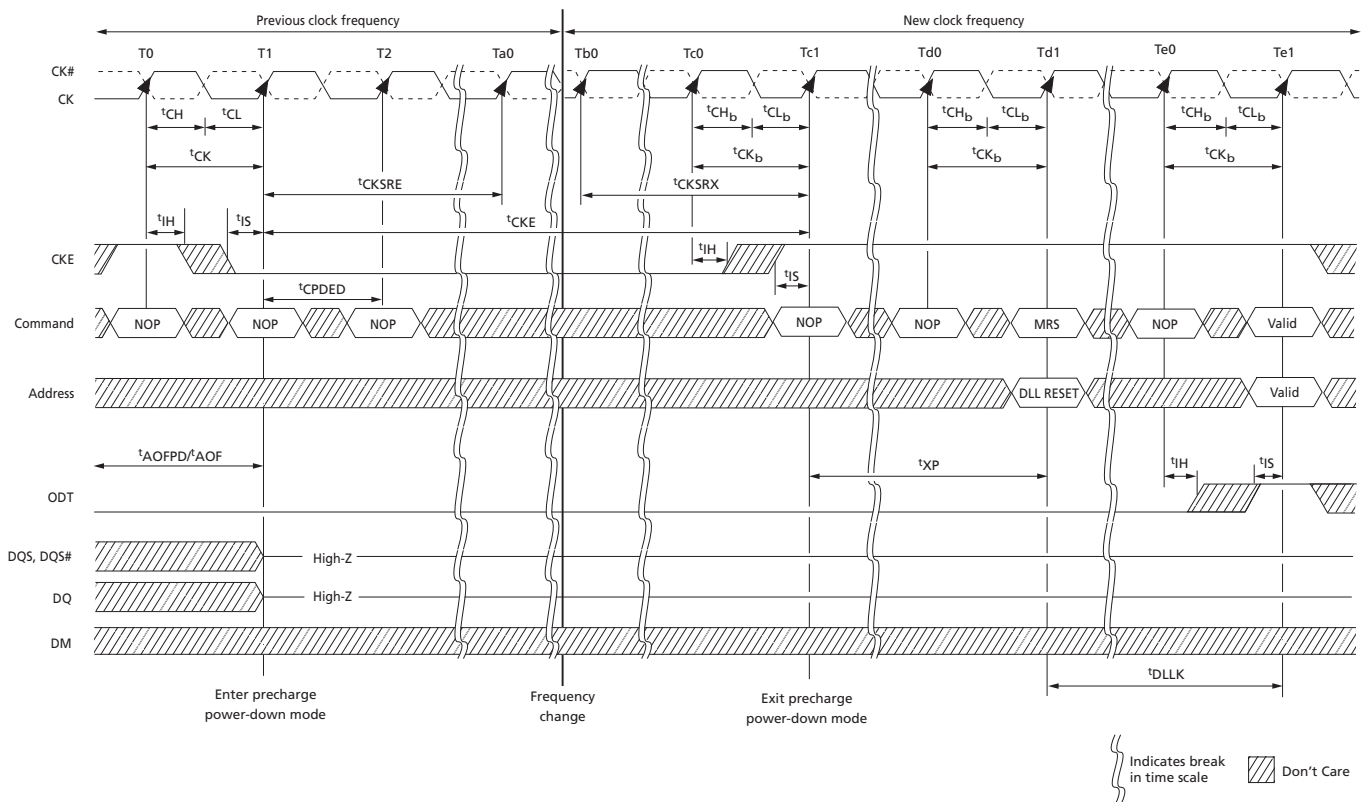 Previous clock frequency New clock frequency
T0 T1 T2 Ta0 Tb0 Tc0 Tc1 Td0 Td1 Te0 Te1
CK#
CK
tCH tCL tCHb tCLb tCHb tCLb tCHb tCLb
tCK tCKb tCKb tCKb
tCKSRE tCKSRX
tIH tIS tCKE
CKE tIH
tIS
tCPDED
Command NOP NOP NOP NOP NOP MRS NOP Valid
Address DLL RESET Valid
tAOFPD/tAOF tXP tIH tIS
ODT
DQS, DQS# High-Z
DQ High-Z
DM
tDLLK
Enter precharge
power-down mode
Frequency
change
Exit precharge
power-down mode
Indicates break
in time scale
Don't Care